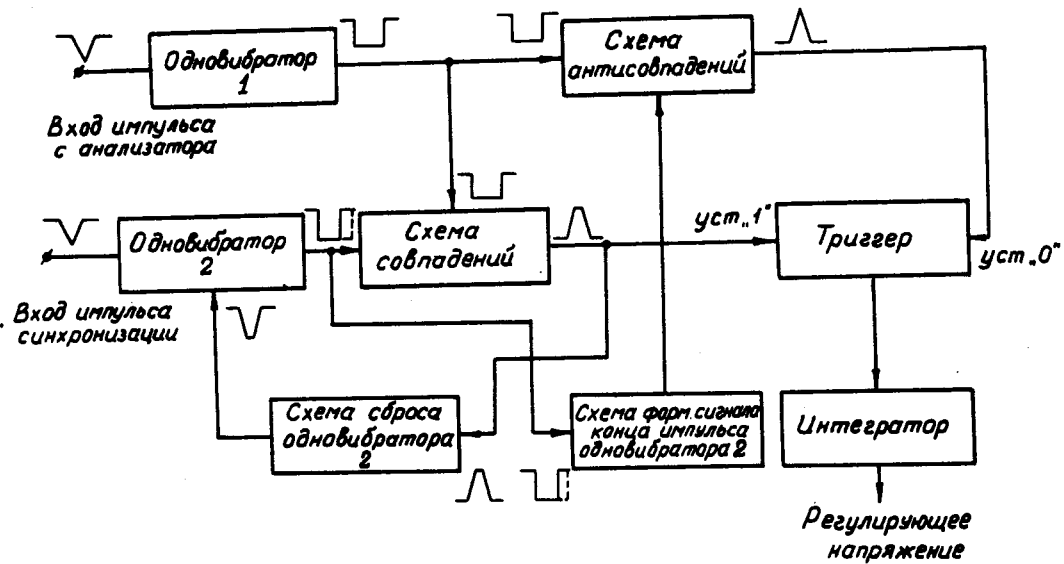 Одновибратор
1
Схема
антисовпадений
Вход импульса
с анализатора
Одновибратор
2
Схема
совпадений
уст„1"
Триггер
уст„0"
Вход импульса
синхронизации
Схема сброса
одновибратора
2
Схема форм. сигнала
конца импульса
одновибратора 2
Интегратор
Регулирующее
напряжение